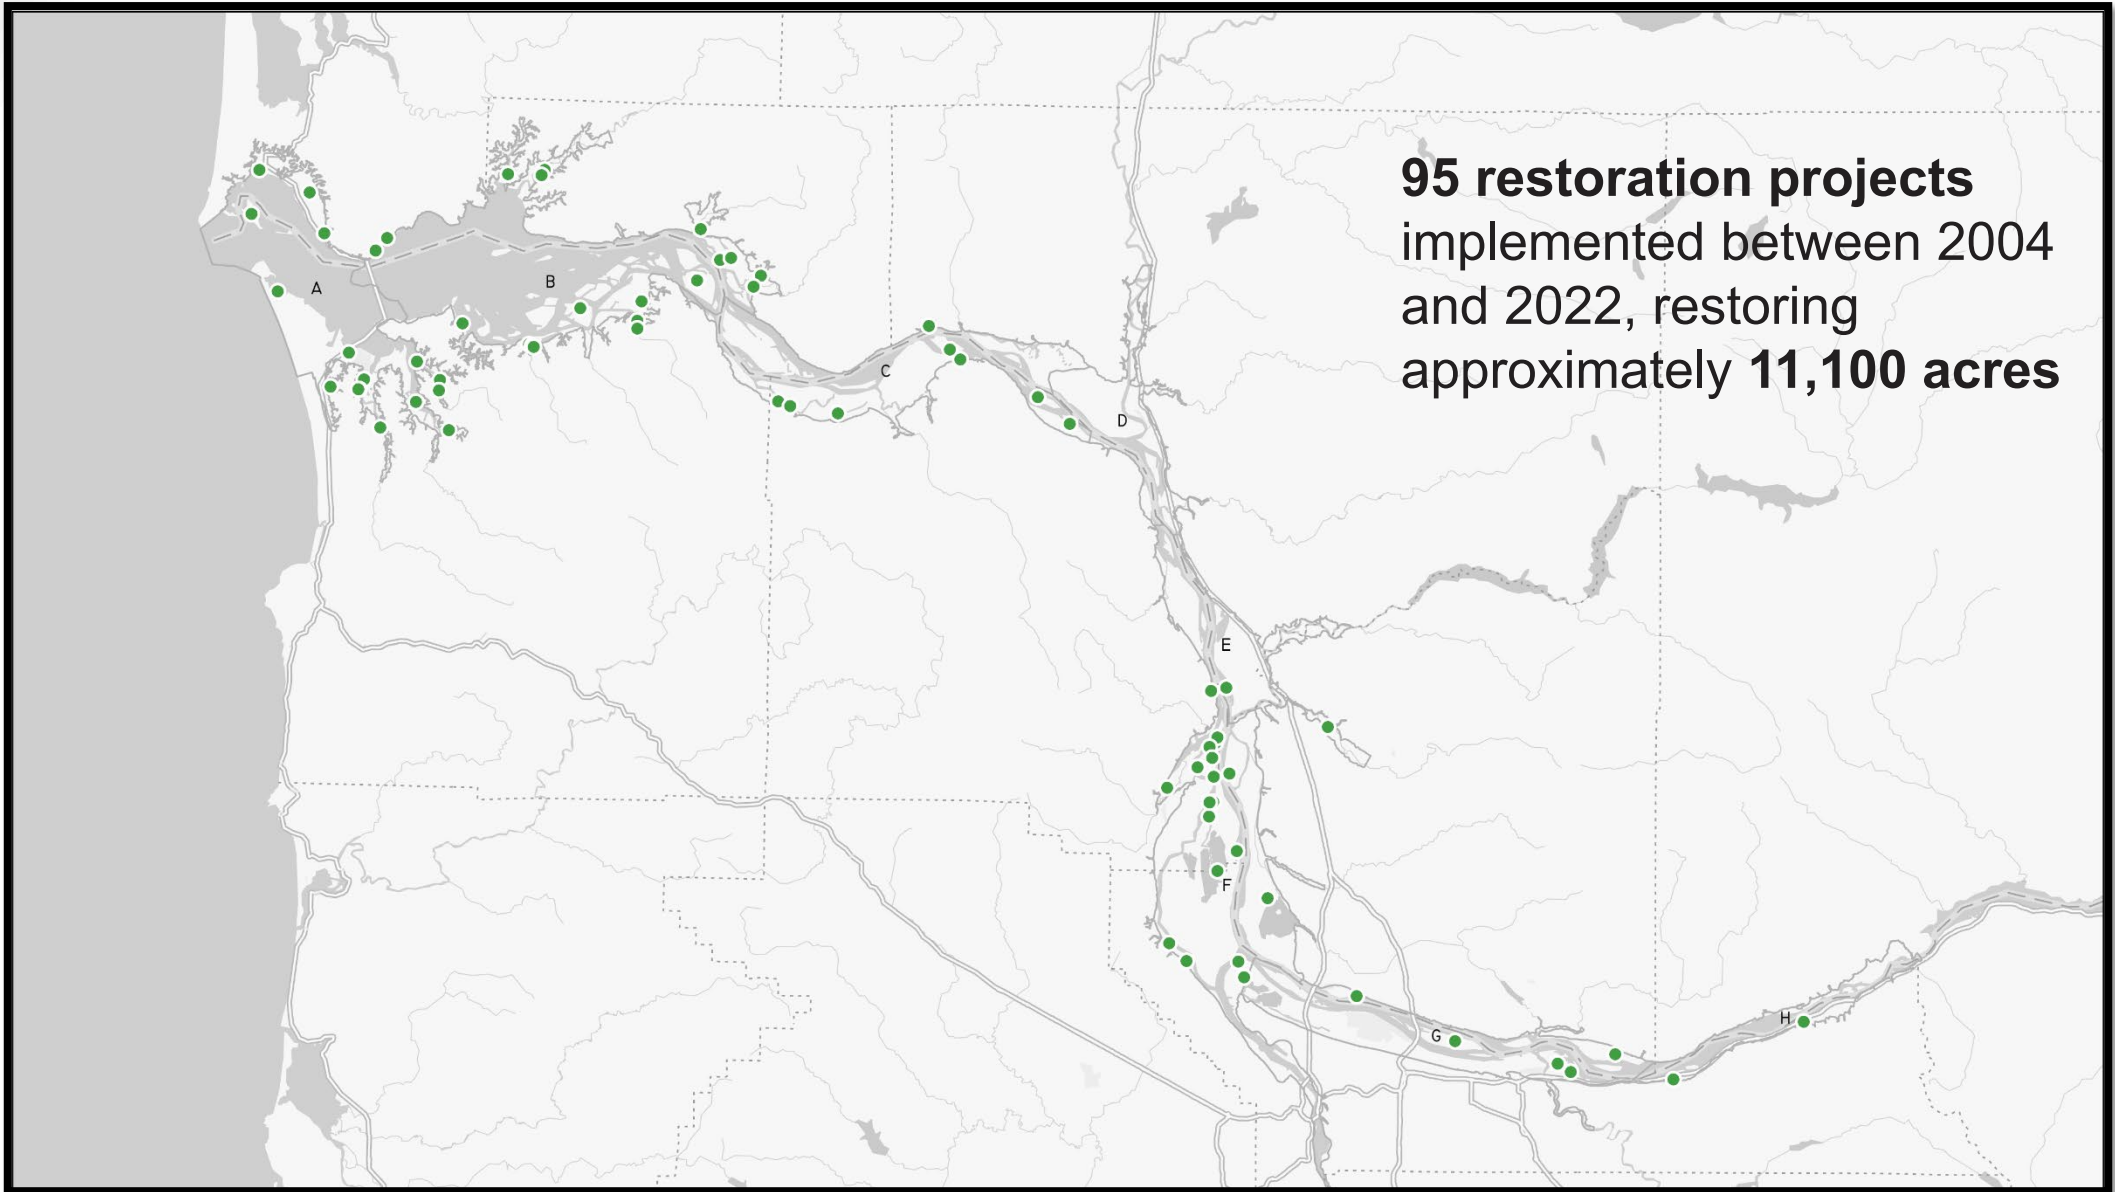 95 restoration projects
implemented between 2004
and 2022, restoring
approximately 11,100 acres
A
B
C
D
E
F
G
H